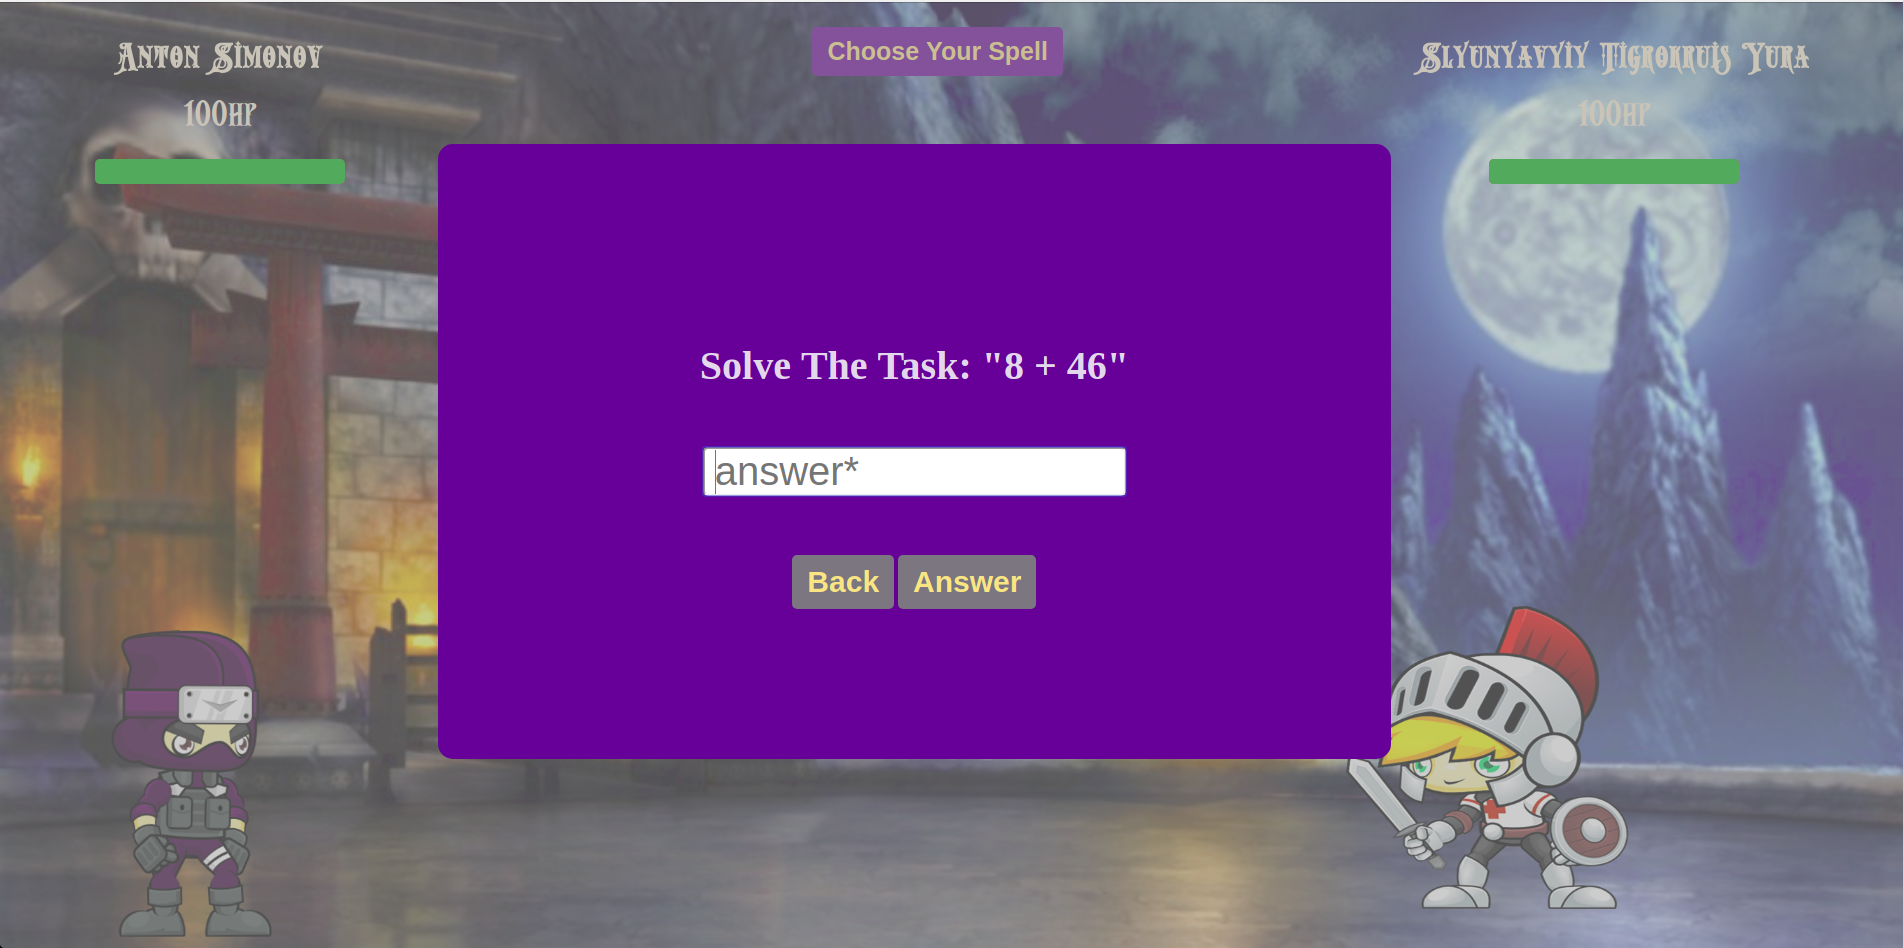 Anton Simonov
100hp
Choose Your Spell
Slyunyavyiy Tigrokruis Yura
100hp
Solve The Task: "8 + 46"
answer*
Back
Answer